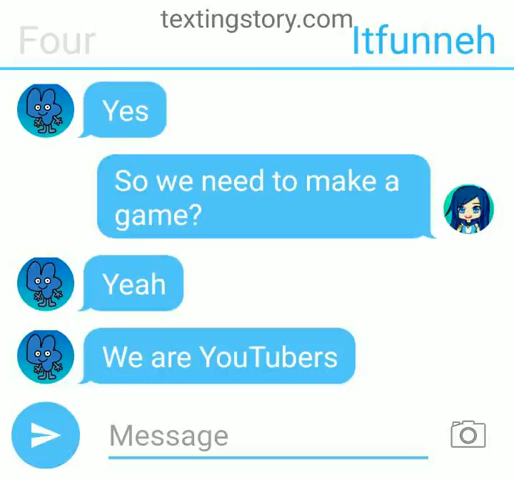 textingstory.com
Four
Itfunneh
Yes
So we need to make a
game?
Yeah
We are YouTubers
Message